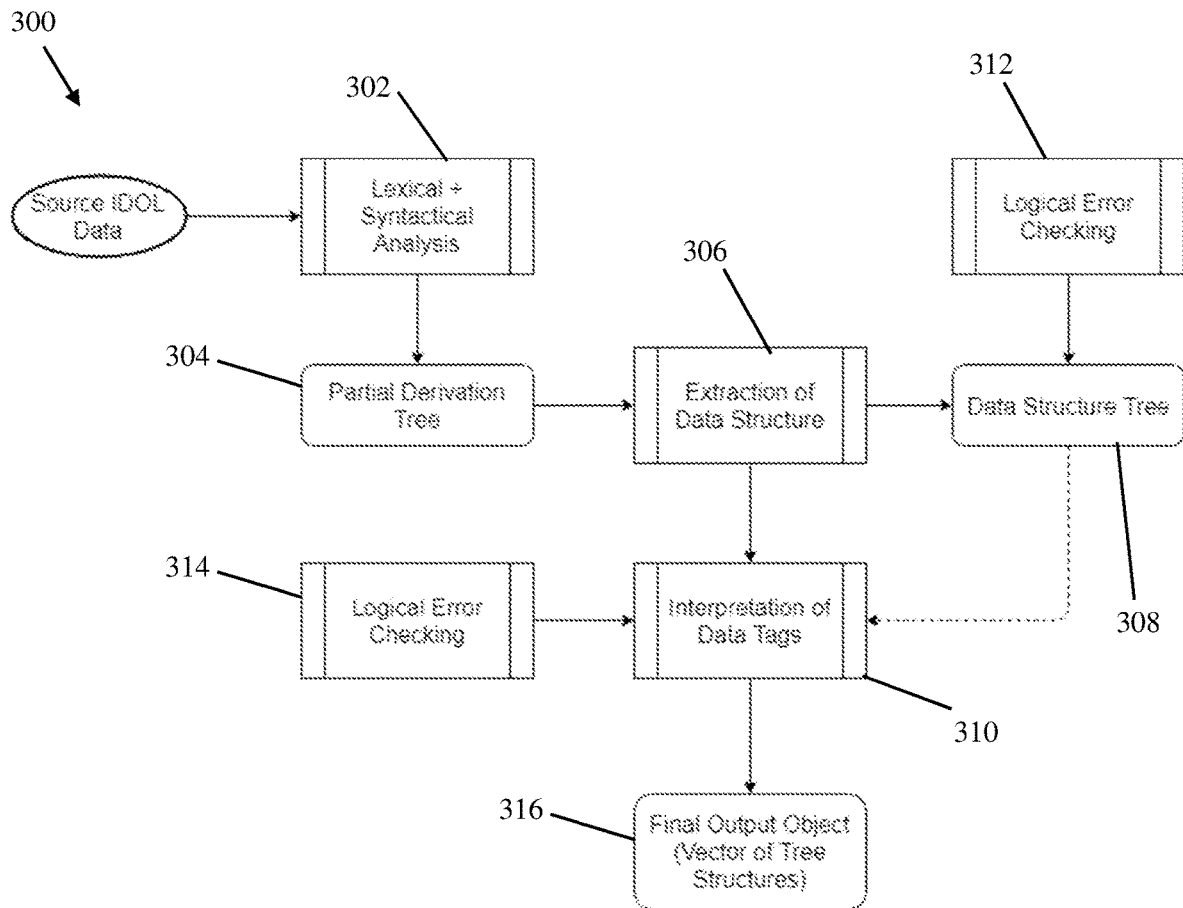 300
302
312
Source IDOL
Data
Lexical +
Syntactical
Analysis
Logical Error
Checking
306
304
Partial Derivation
Tree
Extraction of
Data Structure
Data Structure Tree
314
Logical Error
Checking
Interpretation of
Data Tags
308
310
316
Final Output Object
(Vector of Tree
Structures)